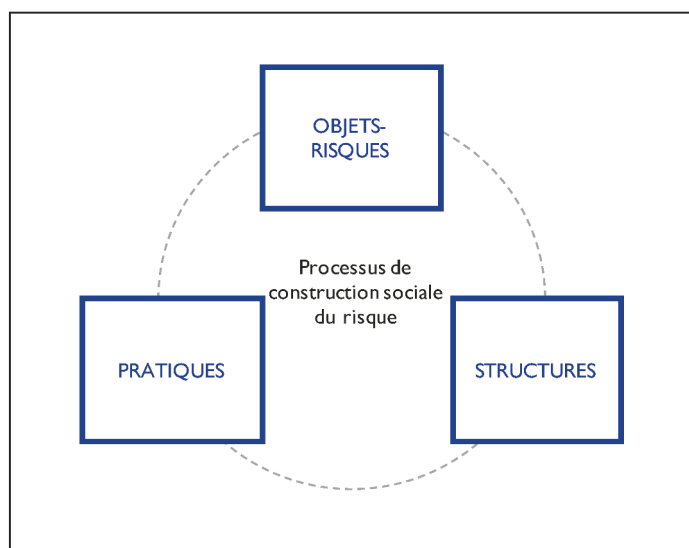 OBJETS-
RISQUES
Processus de
construction sociale
du risque
PRATIQUES
STRUCTURES